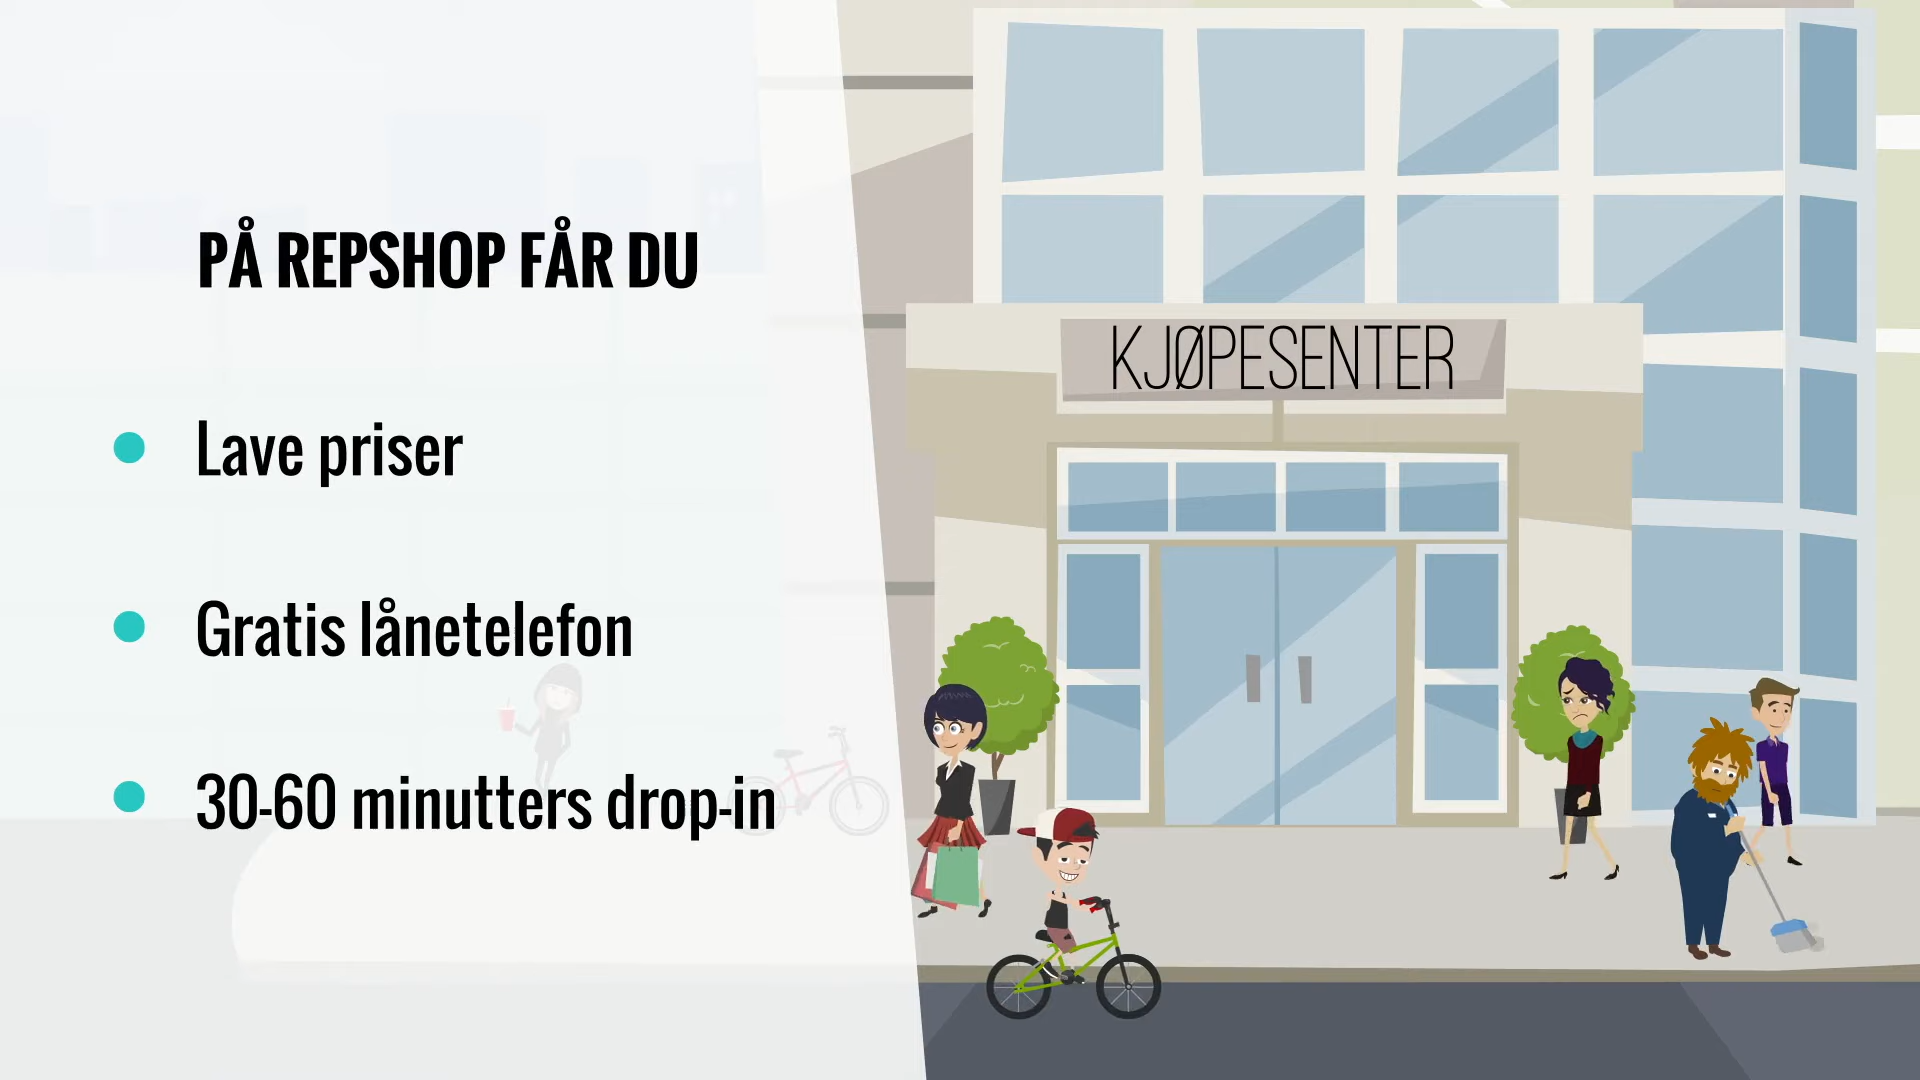 PÅ REPSHOP FÅR DU
Lave priser
Gratis lånetelefon
30-60 minutters drop-in
KJØPESENTER